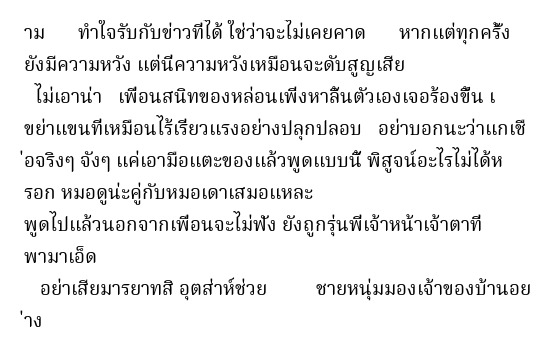 าม      ทำใจรับกับข่าวที่ได้ ใช่ว่าจะไม่เคยคาด      หากแต่ทุกครั้ง
ยังมีความหวัง แต่นี่ความหวังเหมือนจะดับสูญเสีย
ไม่เอาน่า   เพื่อนสนิทของหล่อนเพิ่งหาลิ้นตัวเองเจอร้องขึ้น เ
ขย่าแขนที่เหมือนไร้เรี่ยวแรงอย่างปลุกปลอบ   อย่าบอกนะว่าแกเชื
่อจริงๆ จังๆ แค่เอามือแตะของแล้วพูดแบบนี้ พิสูจน์อะไรไม่ได้ห
รอก หมอดูน่ะคู่กับหมอเดาเสมอแหละ
พูดไปแล้วนอกจากเพื่อนจะไม่ฟัง ยังถูกรุ่นพี่เจ้าหน้าเจ้าตาที่
พามาเอ็ด
อย่าเสียมารยาทสิ อุตส่าห์ช่วย         ชายหนุ่มมองเจ้าของบ้านอย
่าง